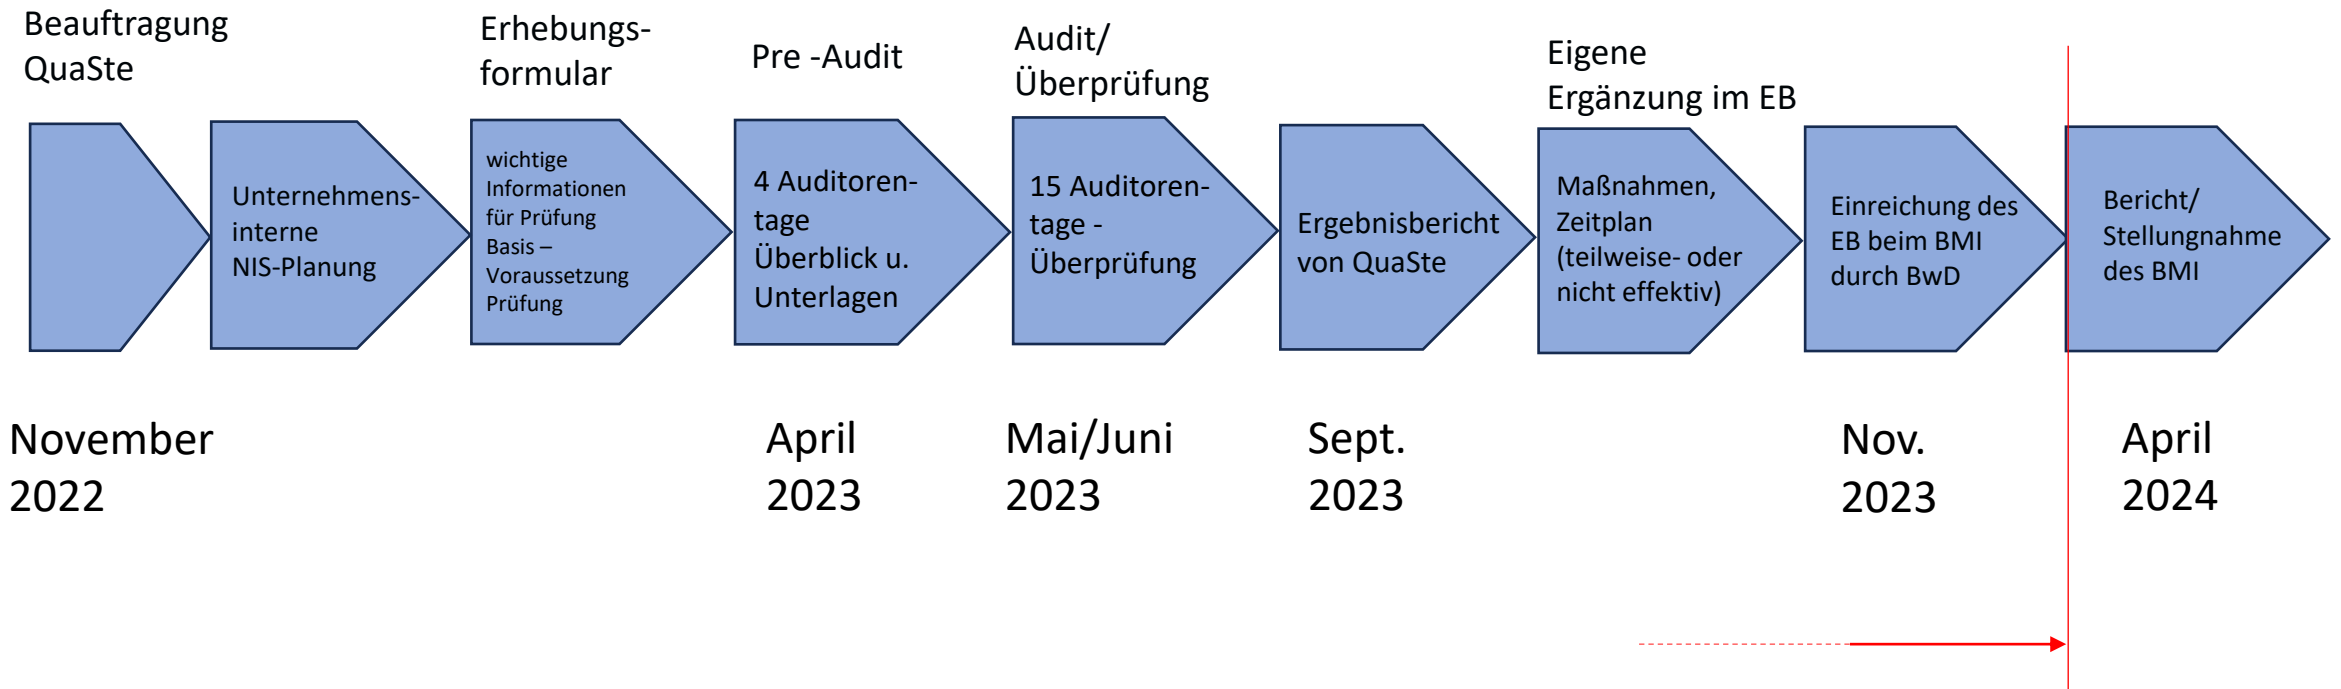 Beauftragung
QuaSte
Erhebungs-
formular
Pre -Audit
Audit/
Überprüfung
Eigene
Ergänzung im EB
Unternehmens-
interne
NIS-Planung
wichtige
Informationen
für Prüfung
Basis –
Voraussetzung
Prüfung
4 Auditoren-
tage
Überblick u.
Unterlagen
15 Auditoren-
tage -
Überprüfung
Ergebnisbericht
von QuaSte
Maßnahmen,
Zeitplan
(teilweise- oder
nicht effektiv)
Einreichung des
EB beim BMI
durch BwD
Bericht/
Stellungnahme
des BMI
November
2022
April
2023
Mai/Juni
2023
Sept.
2023
Nov.
2023
April
2024